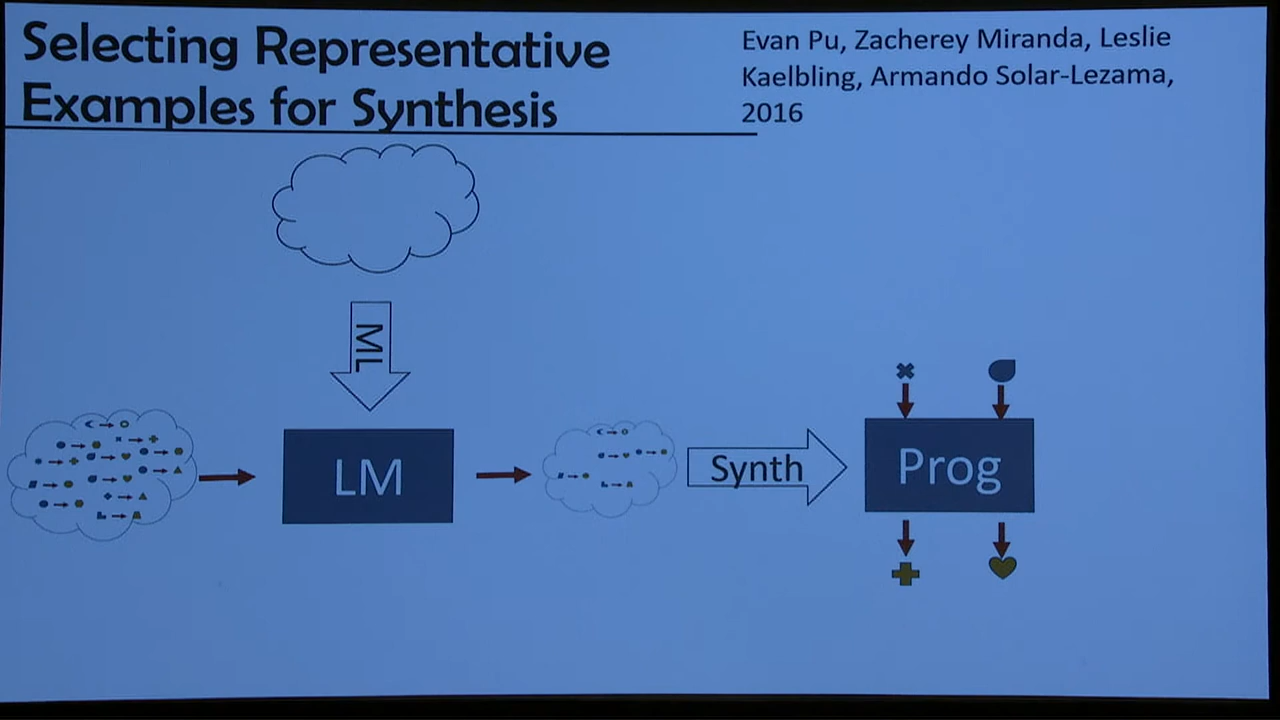 Selecting Representative
Examples for Synthesis
Evan Pu, Zacherey Miranda, Leslie
Kaelbling, Armando Solar-Lezama,
2016
ML
LM
Synth
Prog